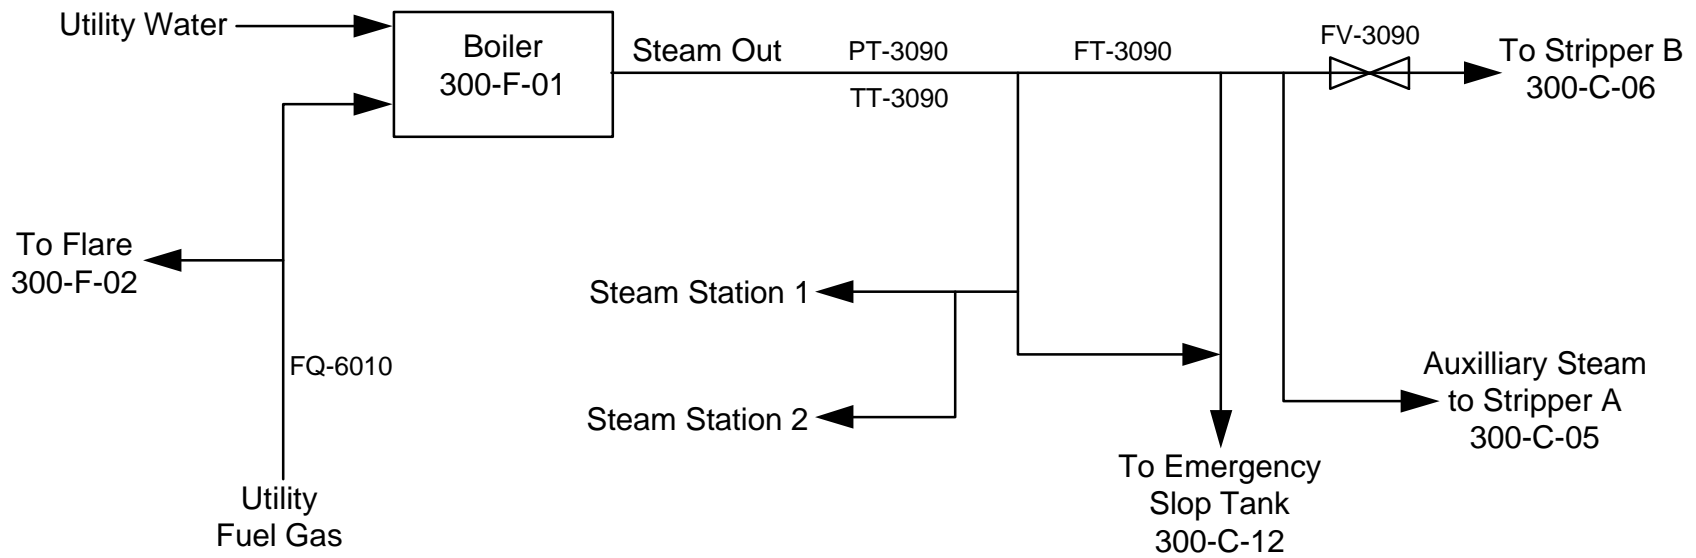 Utility Water
Boiler
300-F-01
Steam Out
PT-3090
TT-3090
FT-3090
FV-3090
To Stripper B
300-C-06
To Flare
300-F-02
FQ-6010
Utility
Fuel Gas
Steam Station 1
Steam Station 2
To Emergency
Slop Tank
300-C-12
Auxilliary Steam
to Stripper A
300-C-05